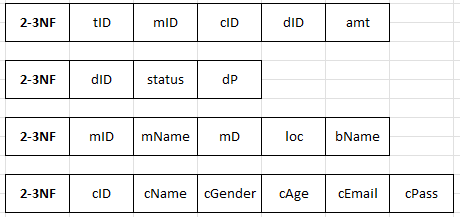 2-3NF tID mID cID dID amt
2-3NF dID status dP
2-3NF mID mName mD loc bName
2-3NF cID cName cGender cAge cEmail cPass